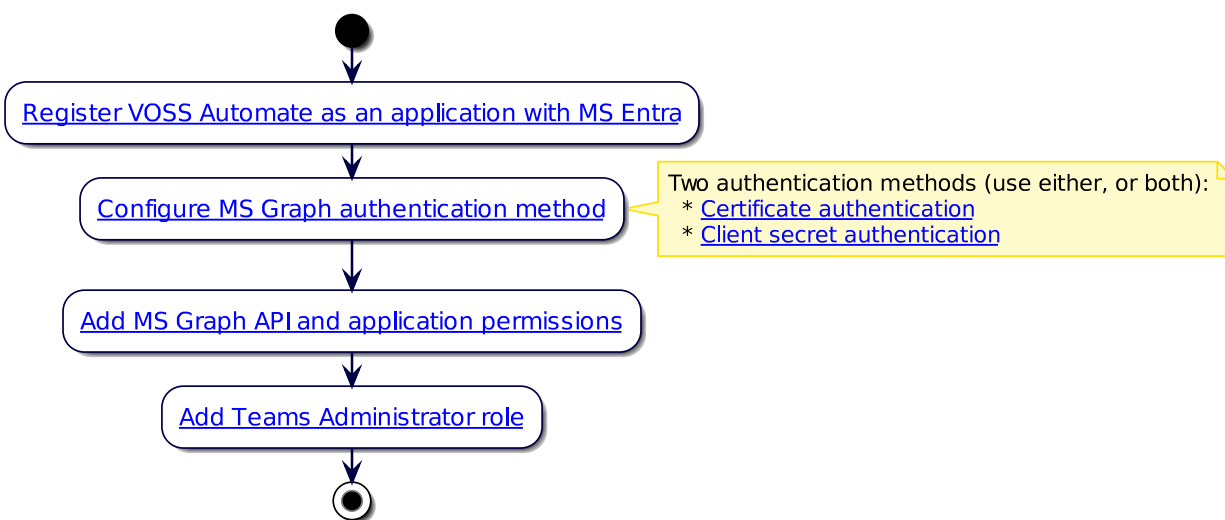 Register VOSS Automate as an application with MS Entra
Configure MS Graph authentication method
Two authentication methods (use either, or both):
* Certificate authentication
* Client secret authentication
Add MS Graph API and application permissions
Add Teams Administrator role